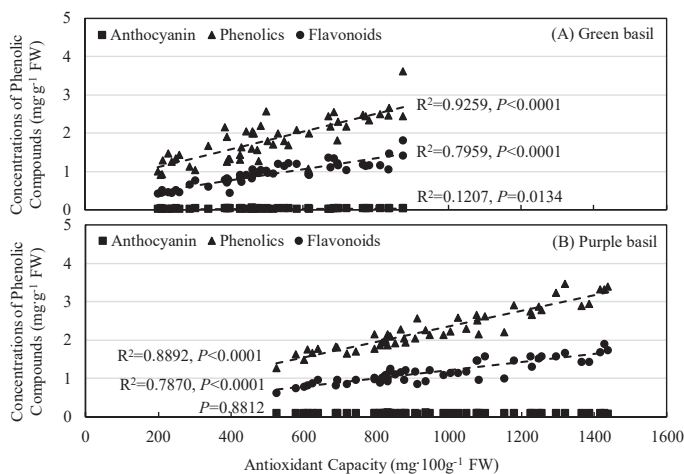 ■Anthocyanin ▲Phenolics ●Flavonoids (A) Green basil
Concentrations of Phenolic
Compounds (mg·g⁻¹ FW)
5
4
3
2
1
0
R²=0.9259, P<0.0001
R²=0.7959, P<0.0001
R²=0.1207, P=0.0134
■Anthocyanin ▲Phenolics ●Flavonoids (B) Purple basil
Concentrations of Phenolic
Compounds (mg·g⁻¹ FW)
5
4
3
2
1
0
R²=0.8892, P<0.0001
R²=0.7870, P<0.0001
P=0,8812
0 200 400 600 800 1000 1200 1400 1600
Antioxidant Capacity (mg·100g⁻¹ FW)